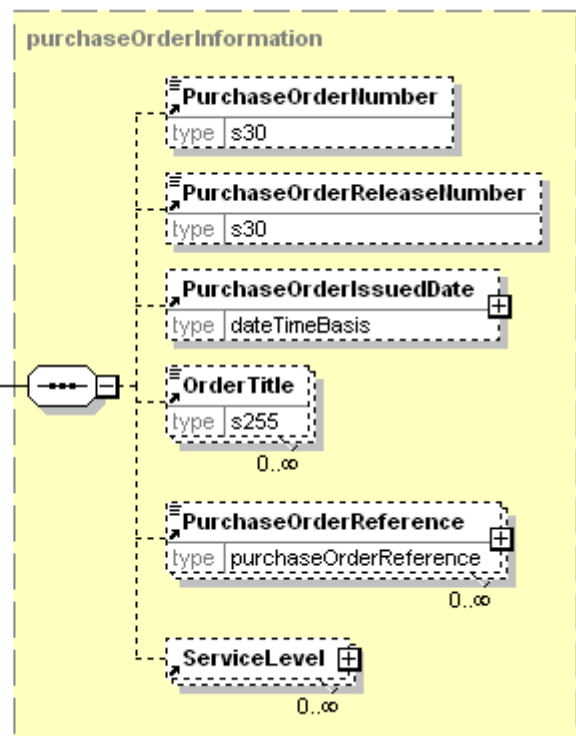 purchaseOrderInformation
PurchaseOrderNumber
type s30
PurchaseOrderReleaseNumber
type s30
PurchaseOrderIssuedDate
type dateTimeBasis
OrderTitle
type s255
0..∞
PurchaseOrderReference
type purchaseOrderReference
0..∞
ServiceLevel
0..∞